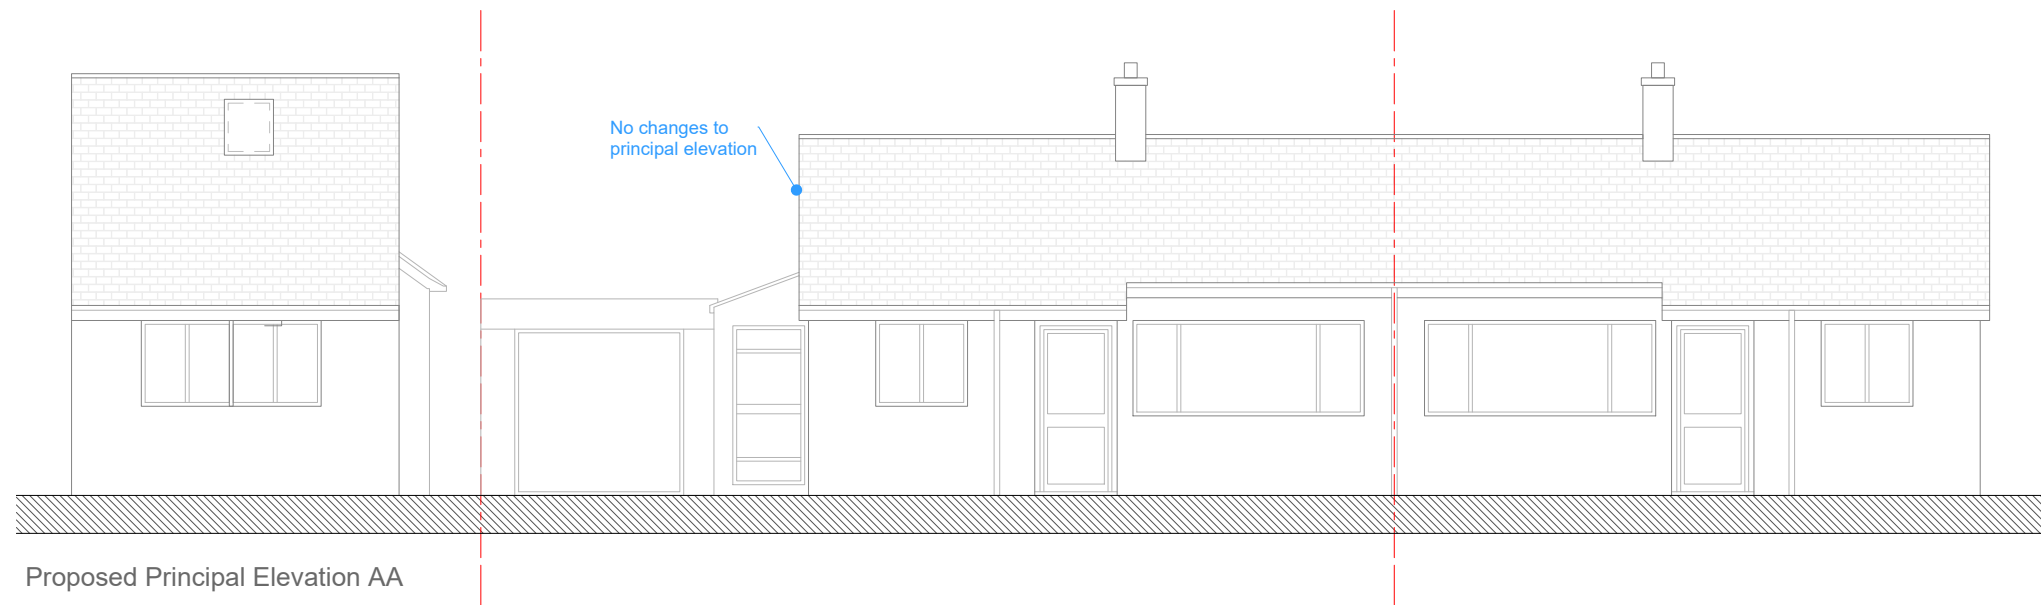 No changes to
principal elevation
Proposed Principal Elevation AA